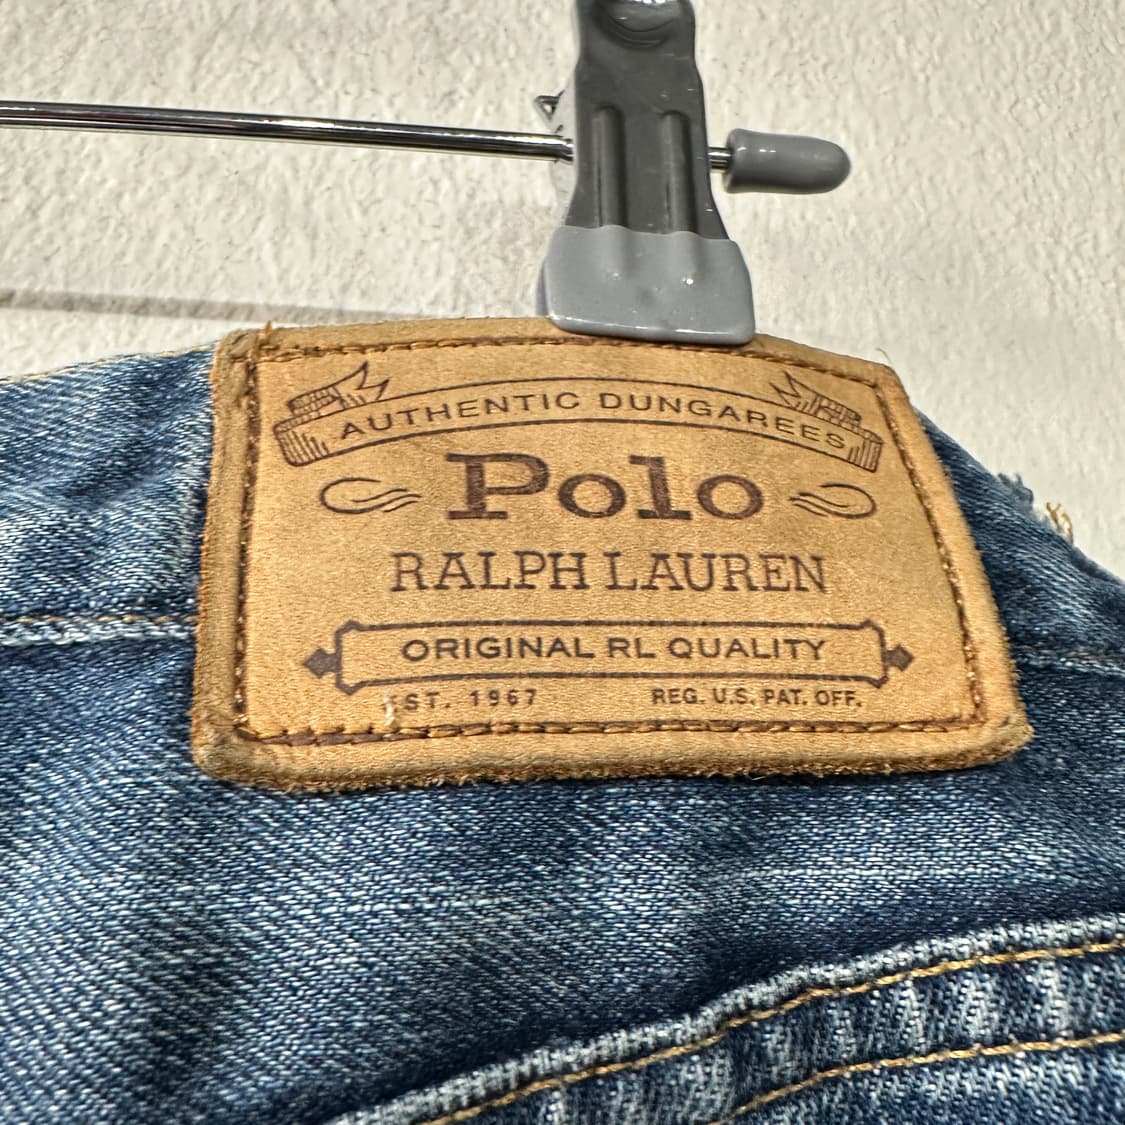 AUTHENTIC DUNGAREES
Polo
RALPH LAUREN
ORIGINAL RL QUALITY
EST. 1967 REG. U.S. PAT. OFF.